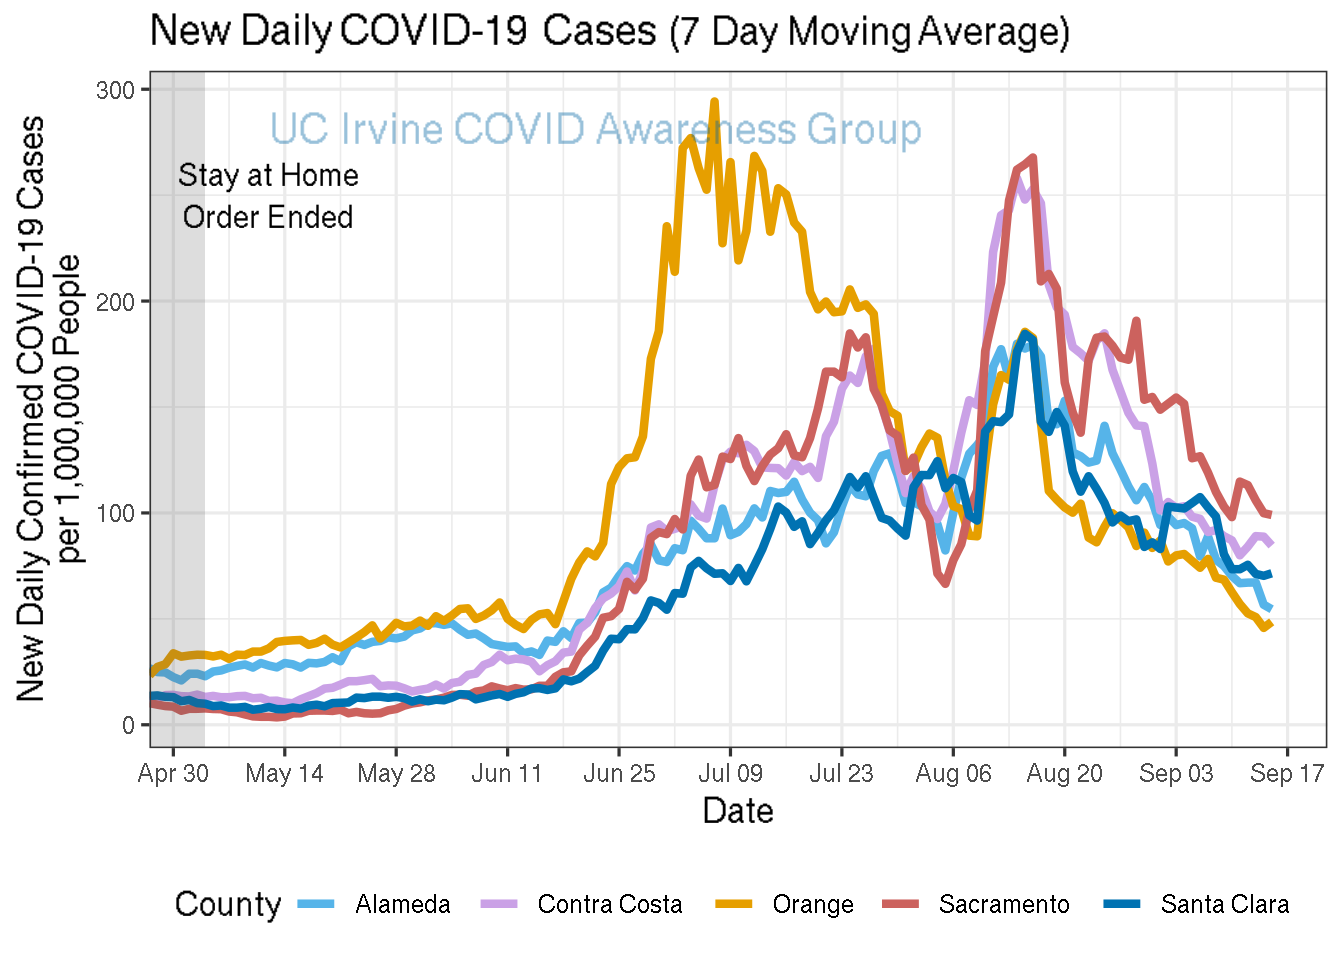 New Daily COVID-19 Cases (7 Day Moving Average)
UC Irvine COVID Awareness Group
Stay at Home
Order Ended
New Daily Confirmed COVID-19 Cases
per 1,000,000 People
300
200
100
0
Apr 30 May 14 May 28 Jun 11 Jun 25 Jul 09 Jul 23 Aug 06 Aug 20 Sep 03 Sep 17
Date
County Alameda Contra Costa Orange Sacramento Santa Clara